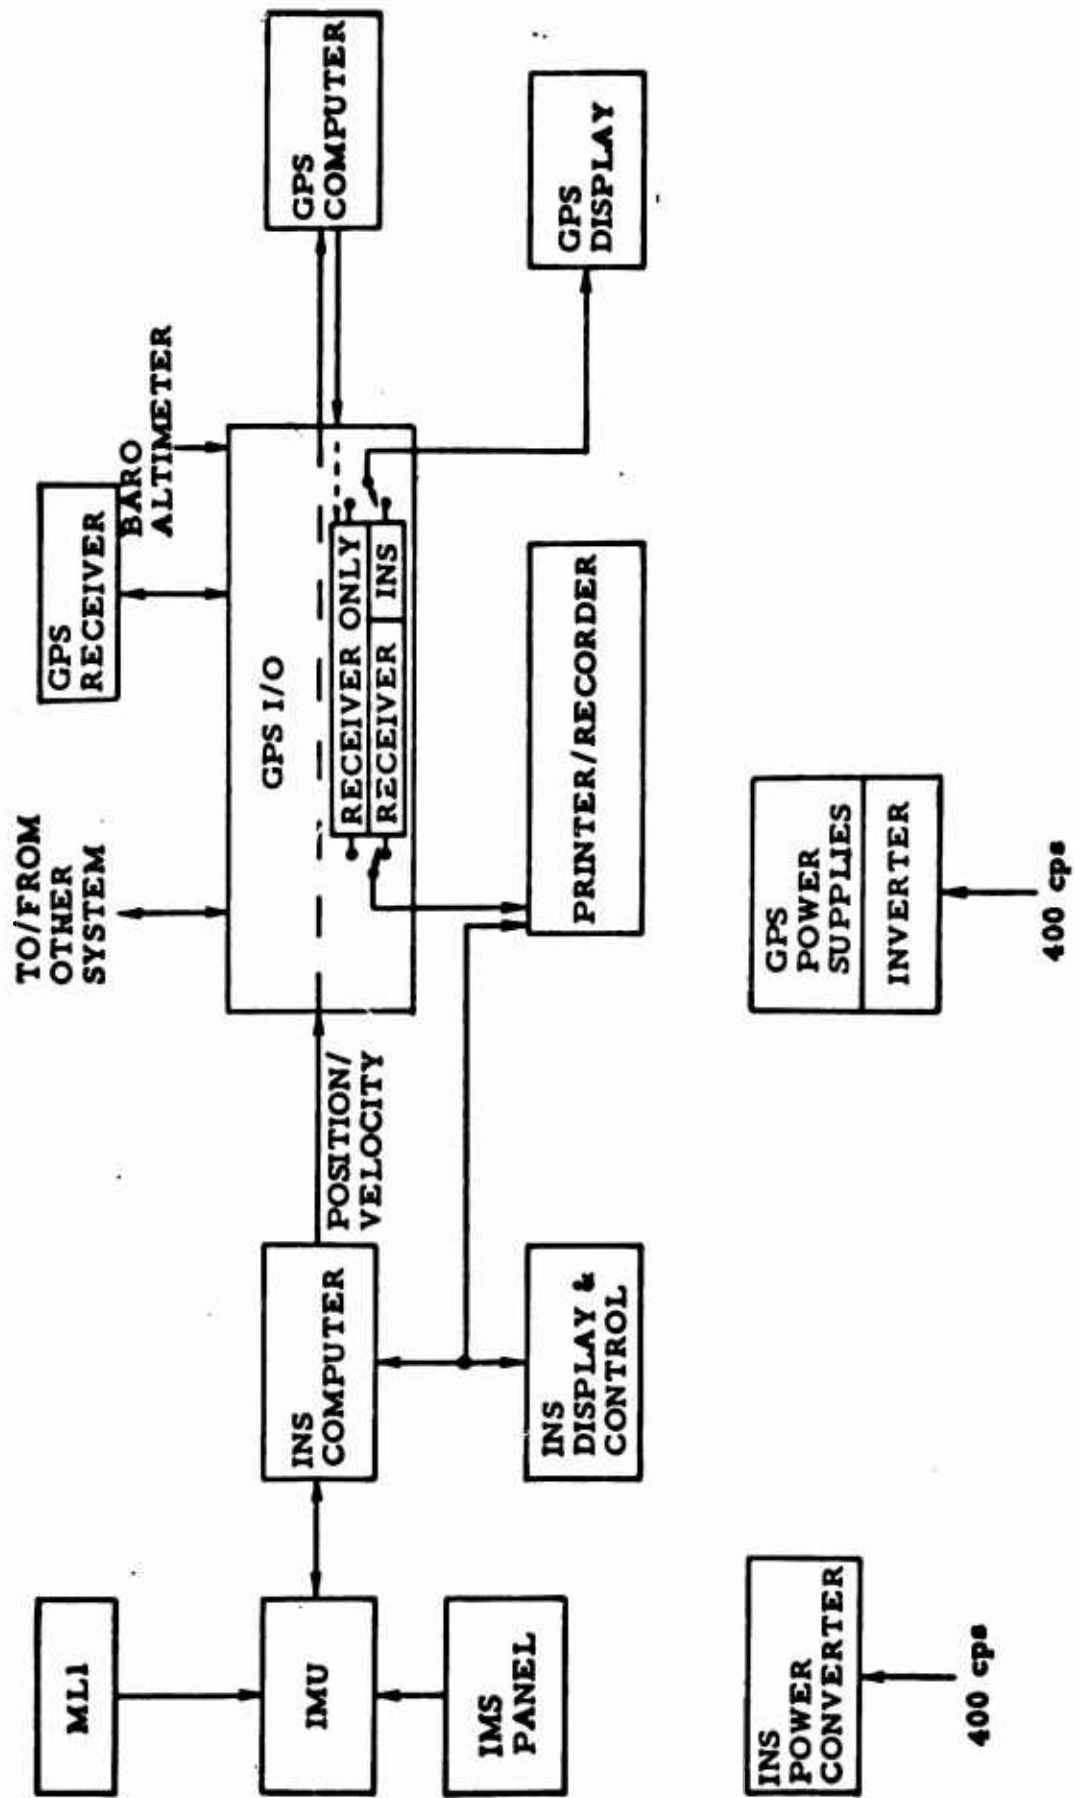 ML1
IMU
IMS
PANEL
INS
POWER
CONVERTER
400 cps
INS
COMPUTER
INS
DISPLAY &
CONTROL
POSITION/
VELOCITY
TO/FROM
OTHER
SYSTEM
GPS
RECEIVER
BARO
ALTIMETER
GPS I/O
RECEIVER ONLY
RECEIVER
INS
PRINTER/RECORDER
GPS
POWER
SUPPLIES
INVERTER
400 cps
GPS
COMPUTER
GPS
DISPLAY